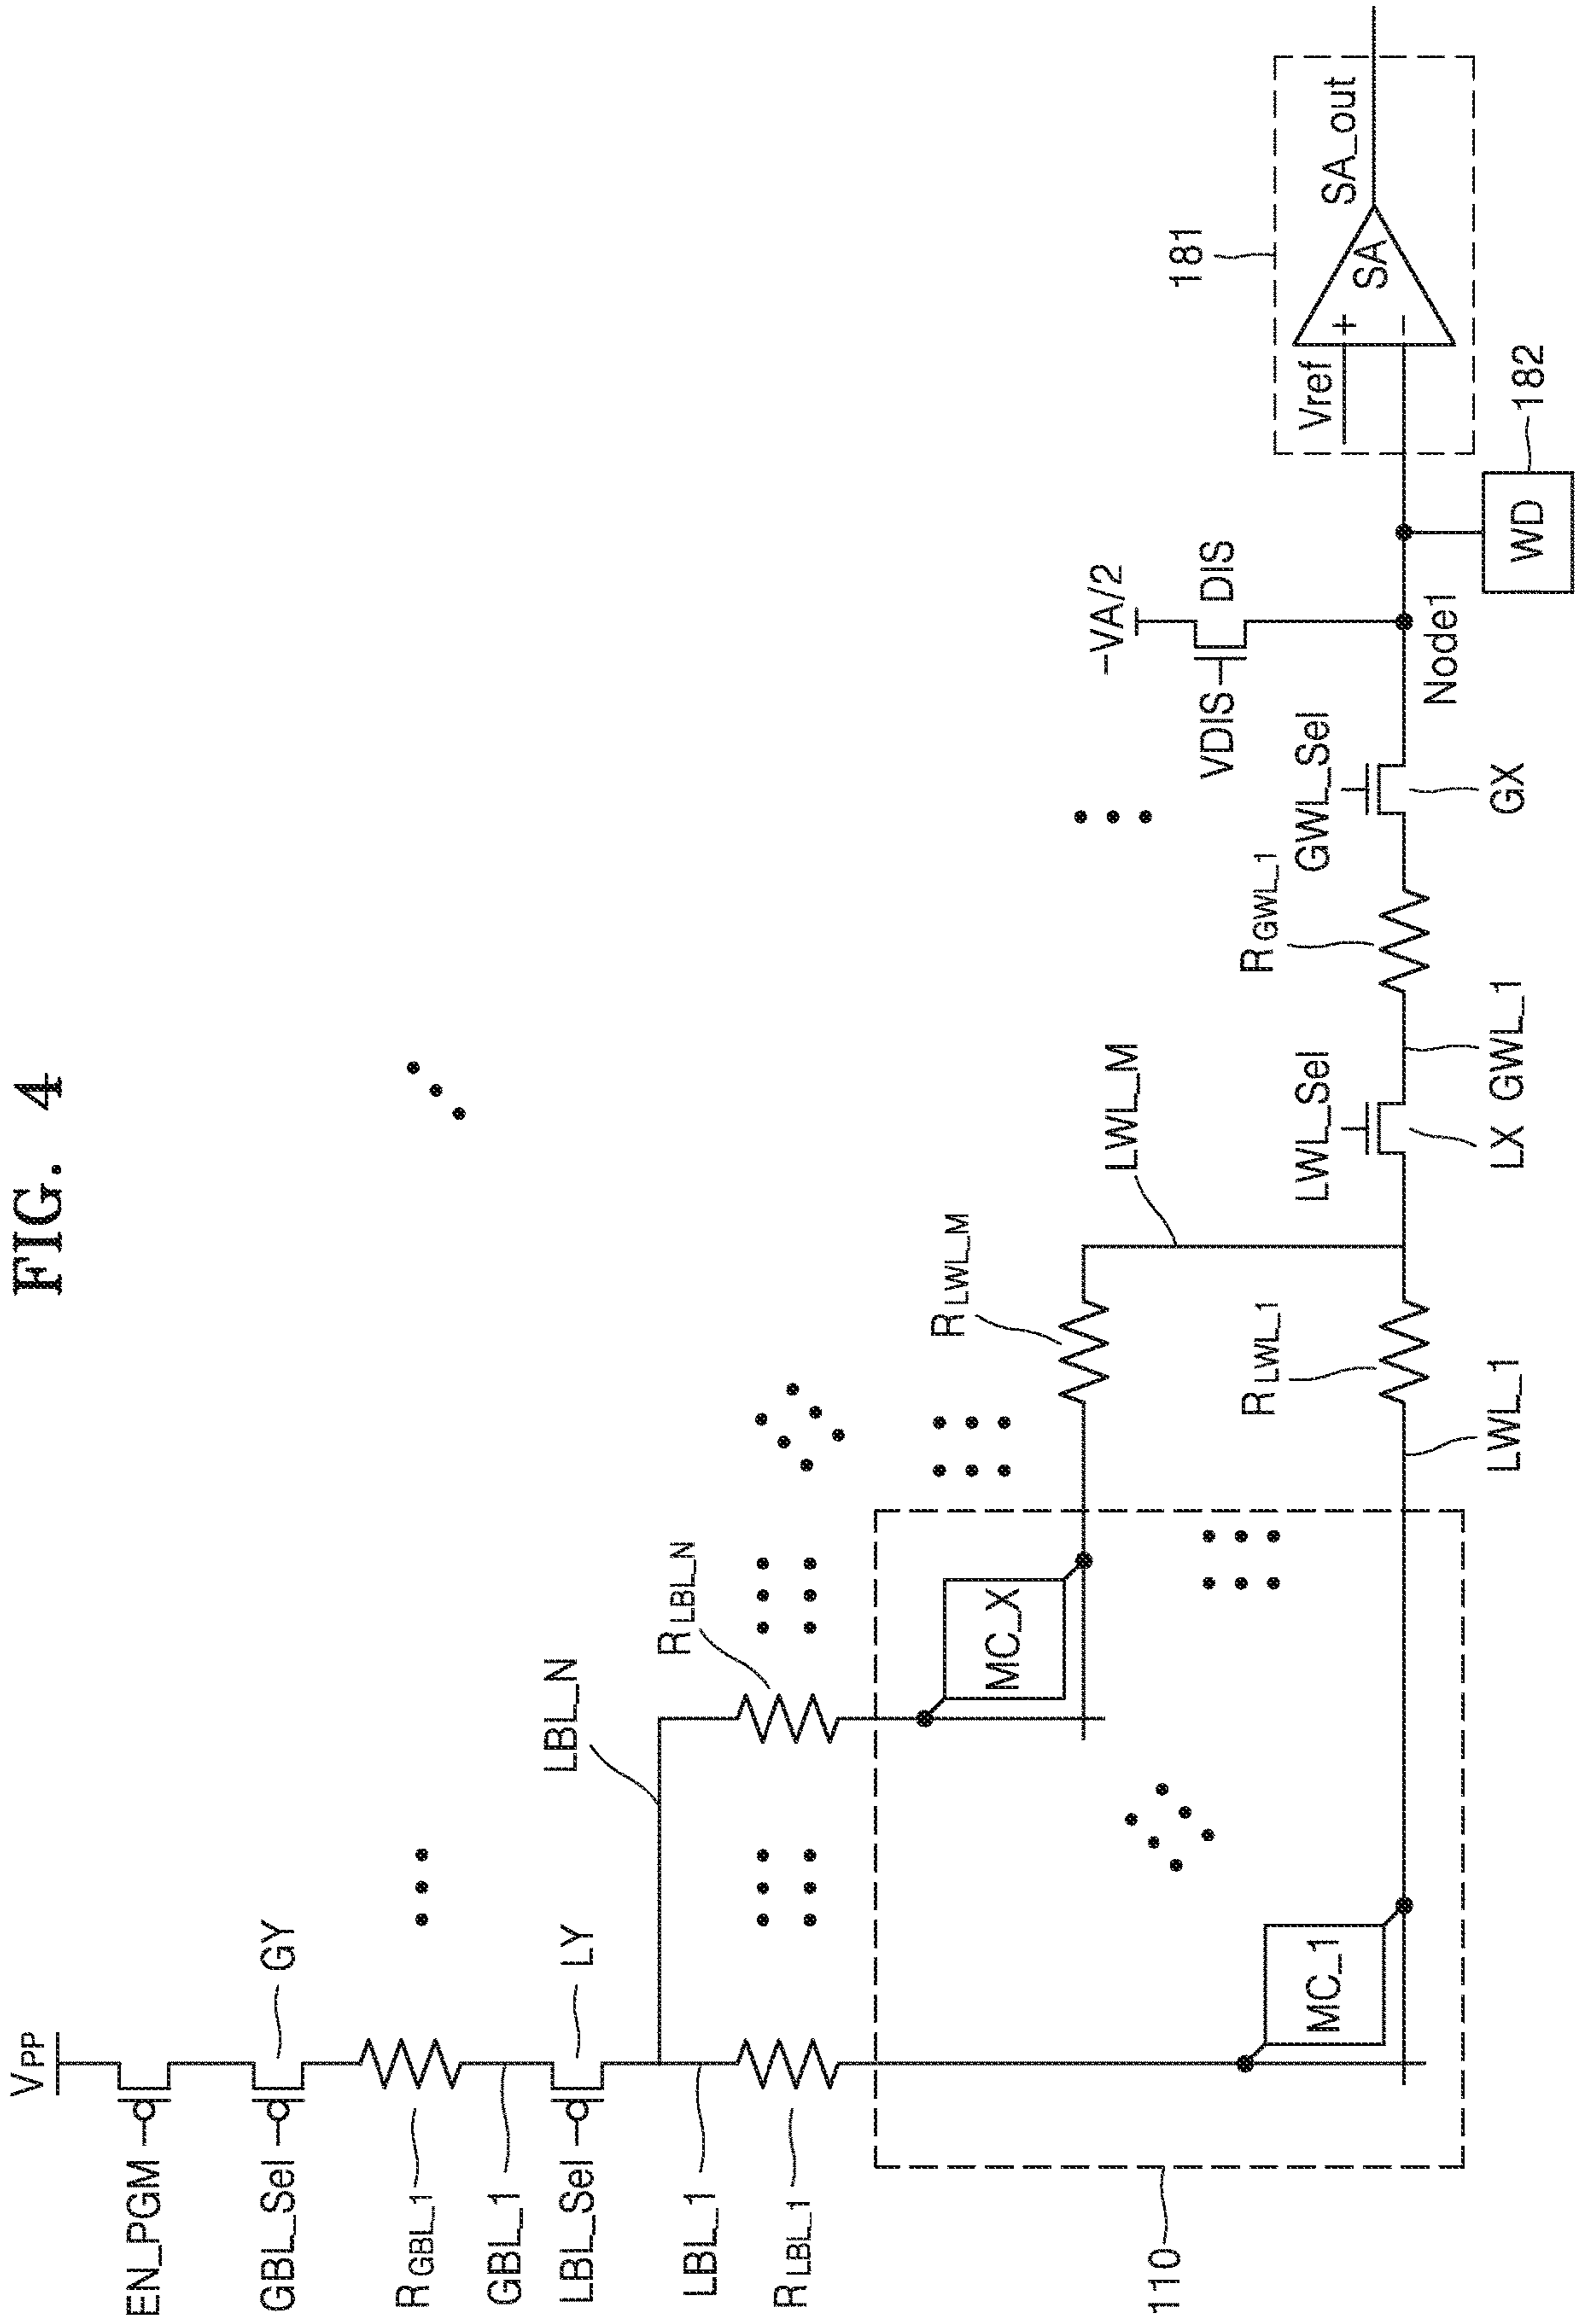 FIG. 4
VPP
EN_PGM
GBL_Sel
GY
RGBL_1
GBL_1
LBL_Sel
LY
LBL_N
LBL_1
RLBL_1
RLBL_N
110
MC_X
MC_1
RLWL_M
LWL_M
RLWL_1
LWL_1
LWL_Sel
LX
GWL_1
RGWL_1
GWL_Sel
GX
-VA/2
VDIS
DIS
Node1
WD
182
181
Vref
+
−
SA
SA_out